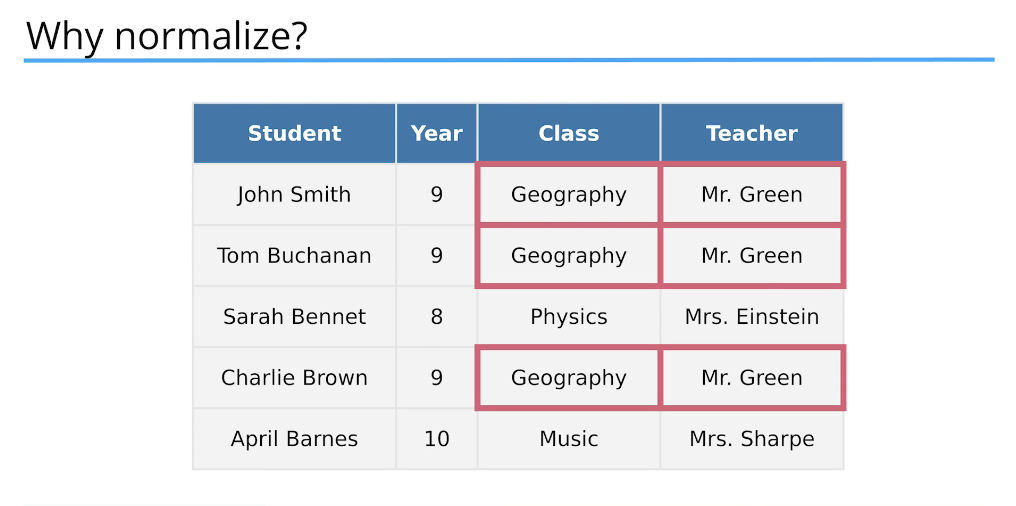 Why normalize?
Student Year Class Teacher
John Smith 9 Geography Mr. Green
Tom Buchanan 9 Geography Mr. Green
Sarah Bennet 8 Physics Mrs. Einstein
Charlie Brown 9 Geography Mr. Green
April Barnes 10 Music Mrs. Sharpe